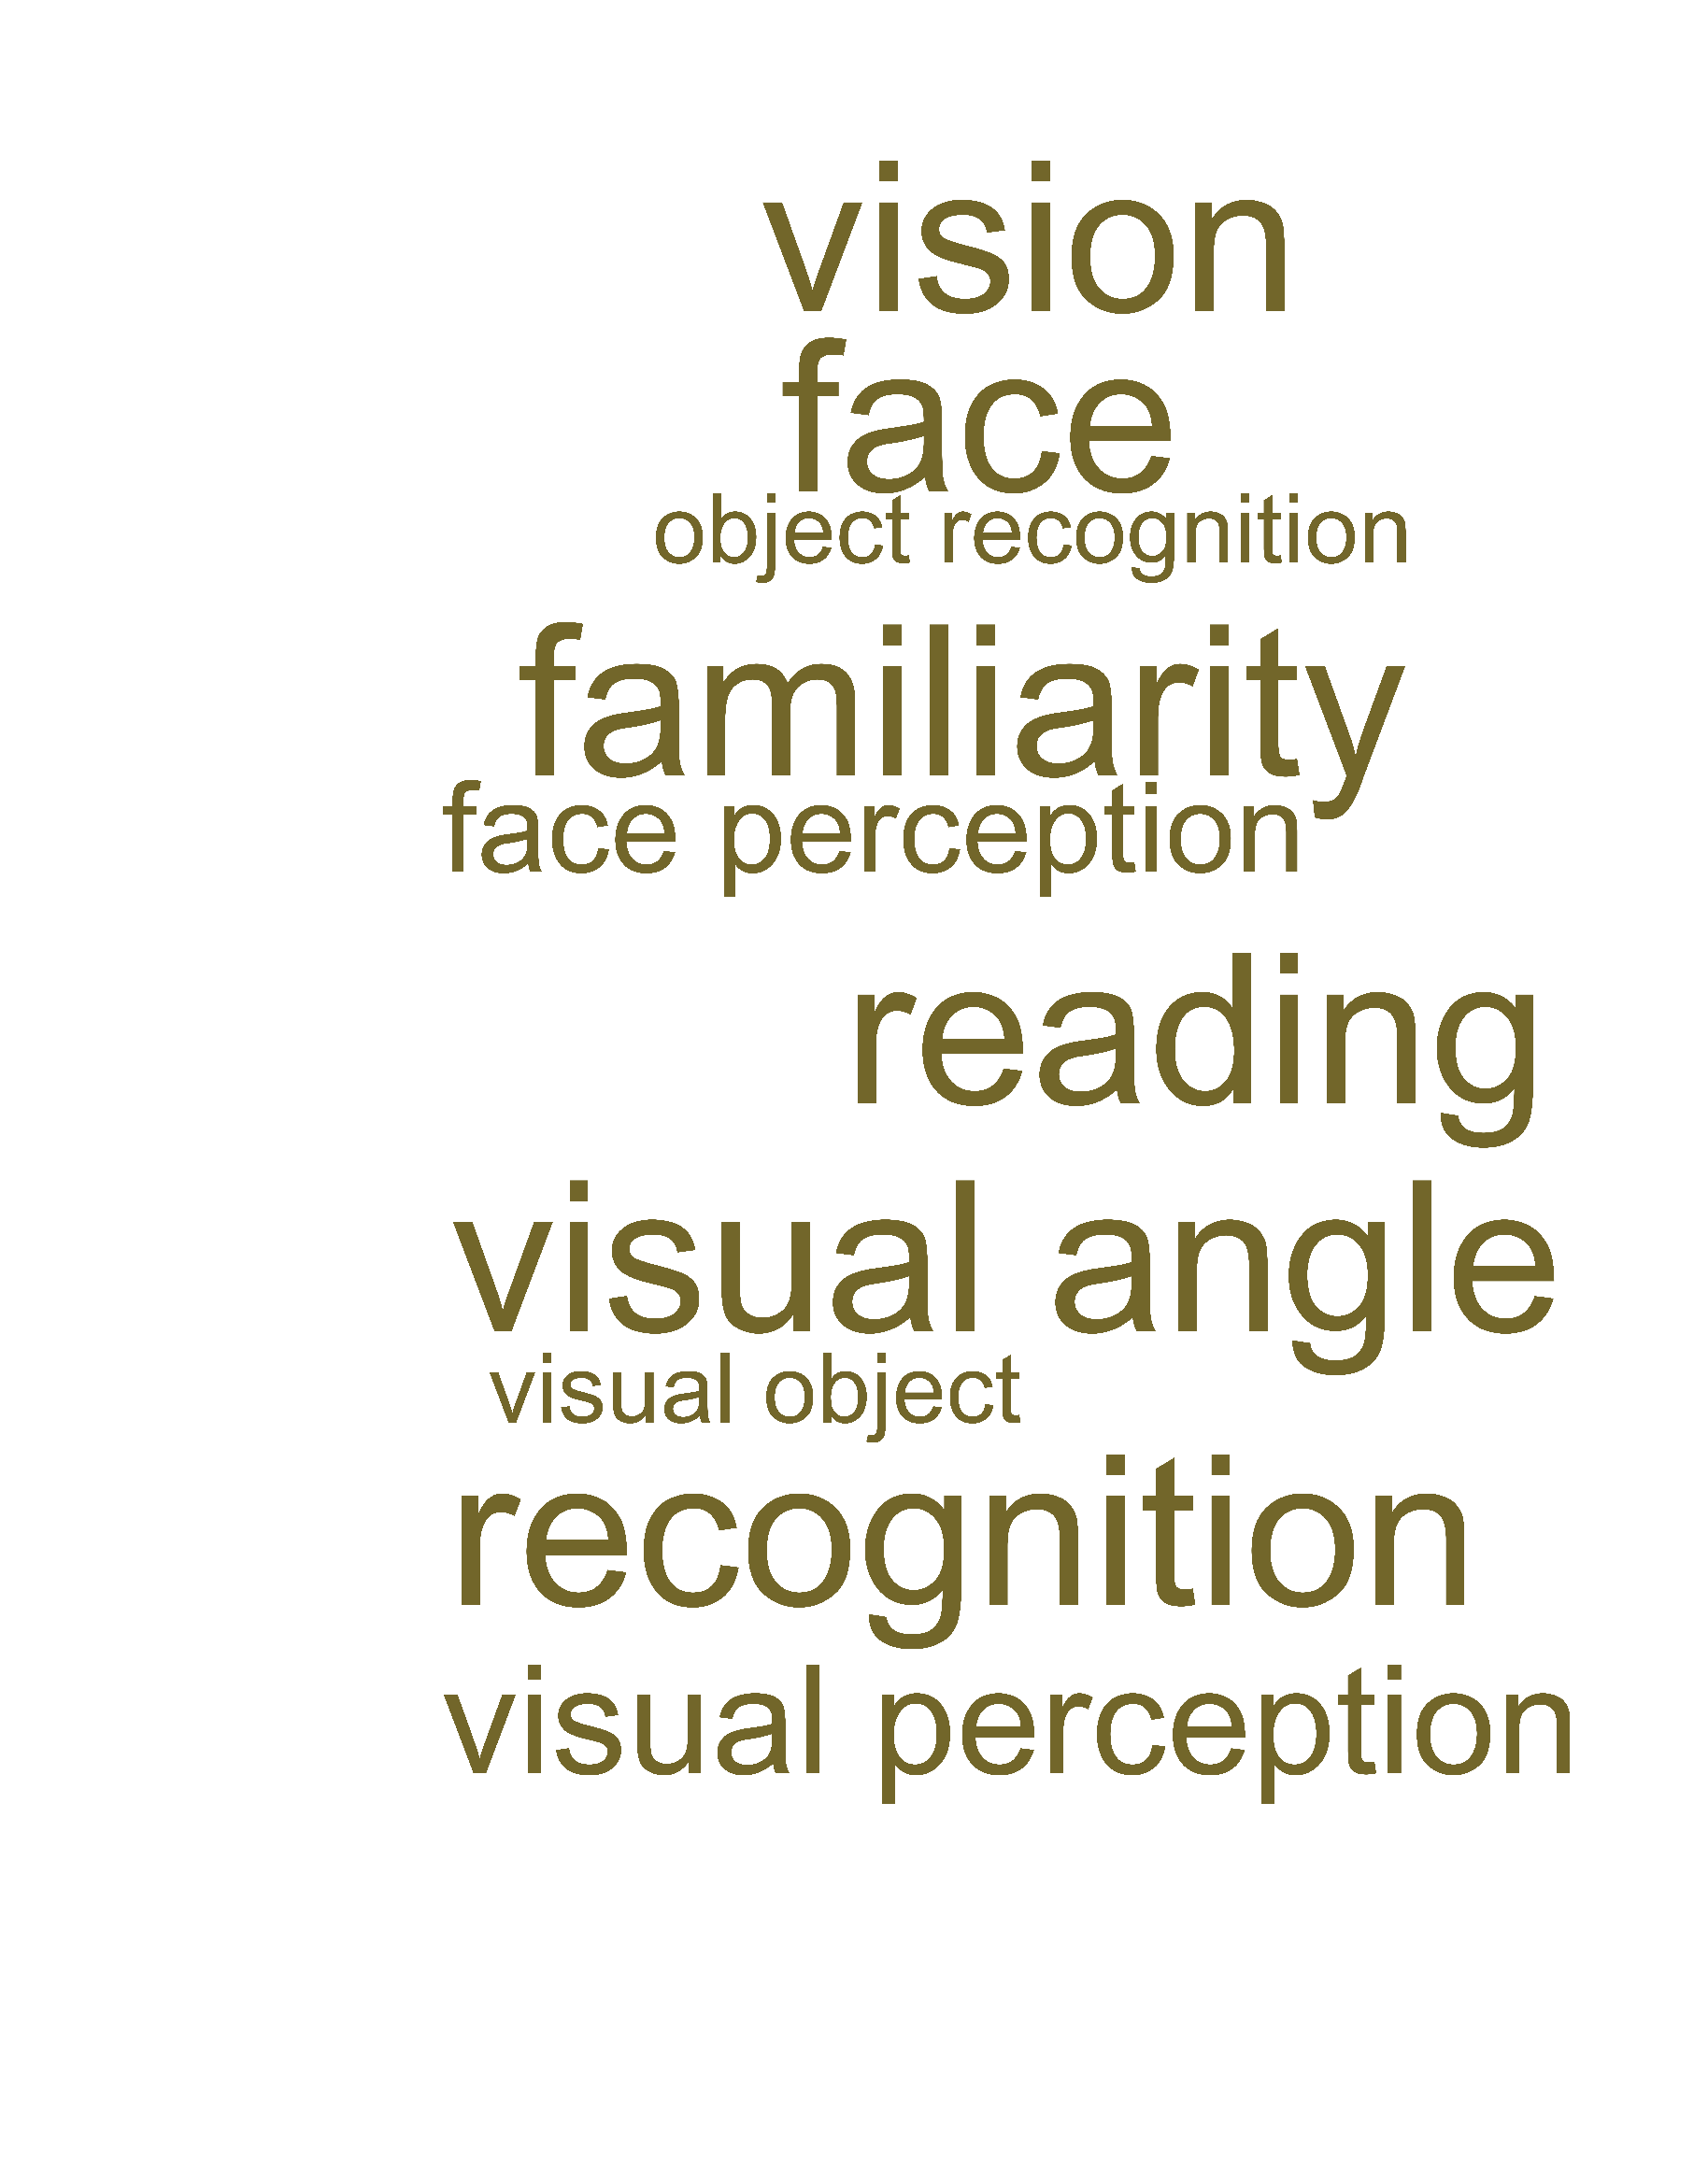 vision
face
object recognition
familiarity
face perception
reading
visual angle
visual object
recognition
visual perception